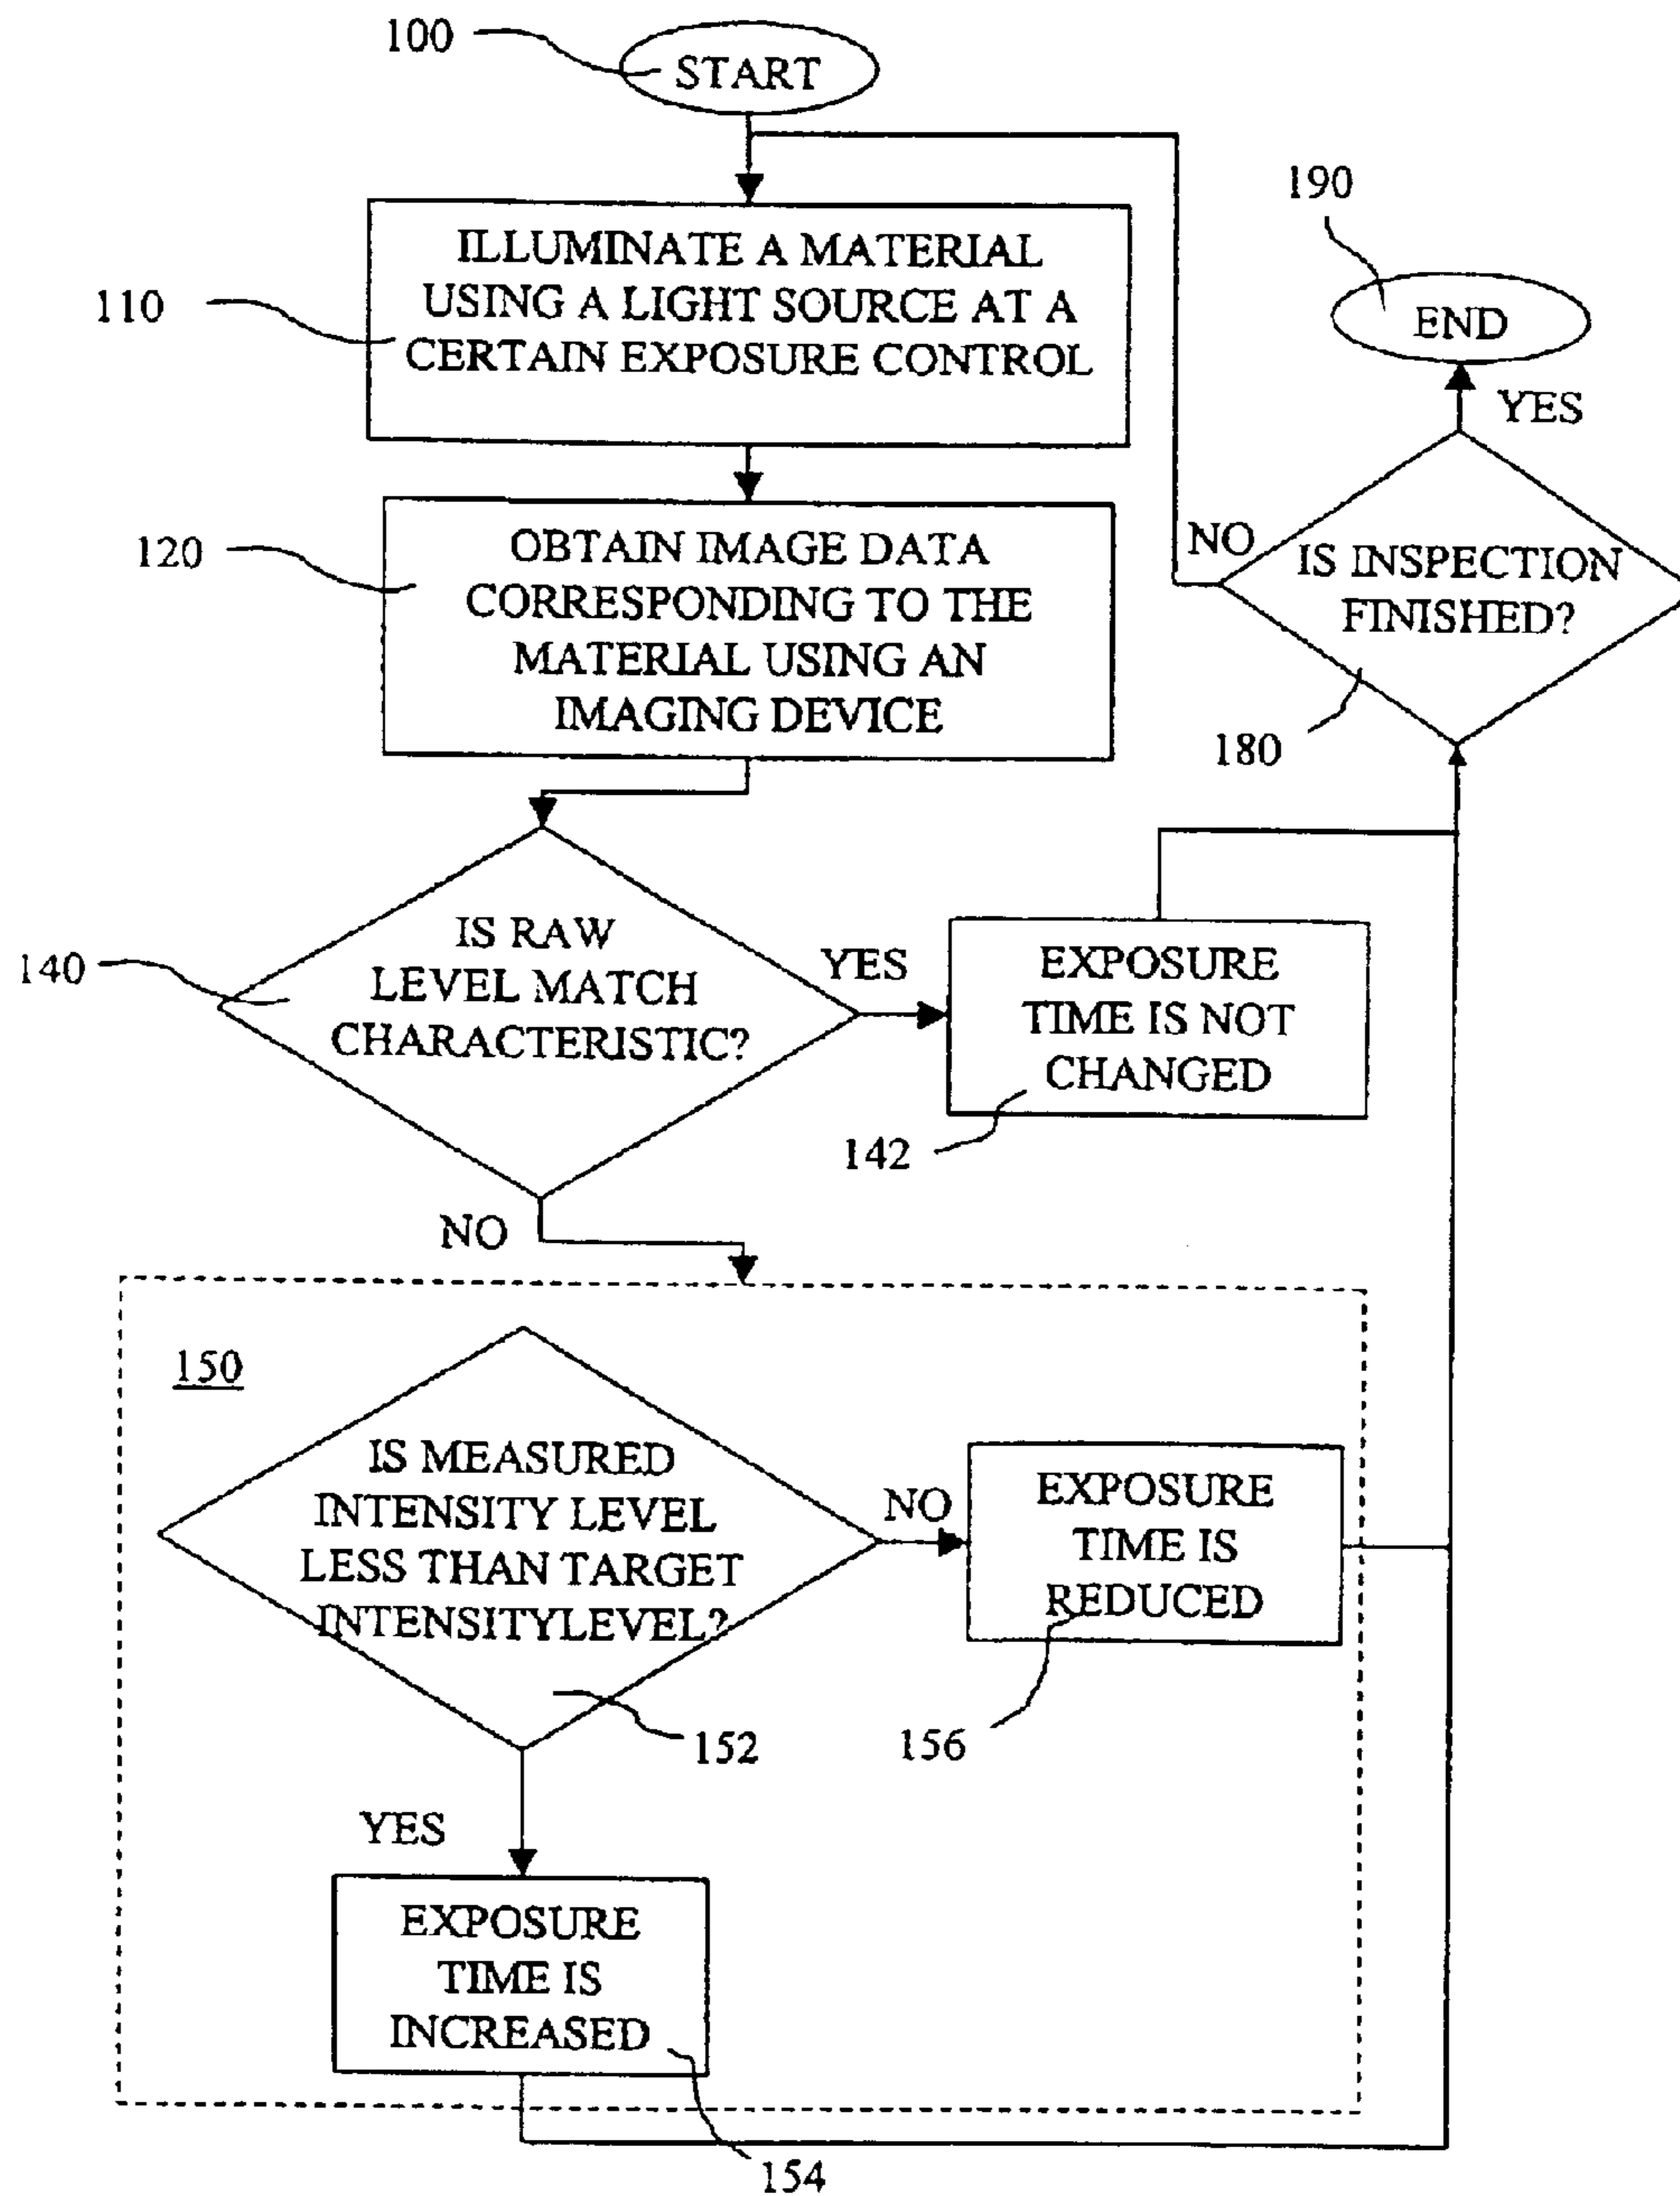 100
START
110
ILLUMINATE A MATERIAL
USING A LIGHT SOURCE AT A
CERTAIN EXPOSURE CONTROL
120
OBTAIN IMAGE DATA
CORRESPONDING TO THE
MATERIAL USING AN
IMAGING DEVICE
140
IS RAW
LEVEL MATCH
CHARACTERISTIC?
YES
EXPOSURE
TIME IS NOT
CHANGED
142
NO
150
IS MEASURED
INTENSITY LEVEL
LESS THAN TARGET
INTENSITYLEVEL?
152
NO
EXPOSURE
TIME IS
REDUCED
156
YES
EXPOSURE
TIME IS
INCREASED
154
180
IS INSPECTION
FINISHED?
NO
YES
190
END